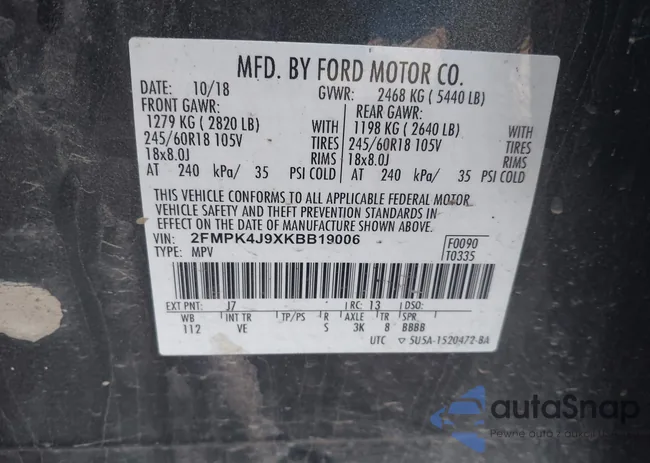 MFD. BY FORD MOTOR CO.
DATE: 10/18 GVWR: 2468 KG ( 5440 LB)
FRONT GAWR: REAR GAWR:
1279 KG ( 2820 LB) WITH 1198 KG ( 2640 LB) WITH
245/60R18 105V TIRES 245/60R18 105V TIRES
18x8.0J RIMS 18x8.0J RIMS
AT 240 kPa/ 35 PSI COLD AT 240 kPa/ 35 PSI COLD
THIS VEHICLE CONFORMS TO ALL APPLICABLE FEDERAL MOTOR
VEHICLE SAFETY AND THEFT PREVENTION STANDARDS IN
EFFECT ON THE DATE OF MANUFACTURE SHOWN ABOVE.
VIN: 2FMPK4J9XKBB19006 F0090
TYPE: MPV T0335
EXT PNT: J7 RC: 13 DSO:
WB INT TR TP/PS R AXLE TR SPR
112 VE S 3K 8 BBBB
UTC ▽ 5U5A-1520472-BA
autoSnap
Pewne auto z aukcji